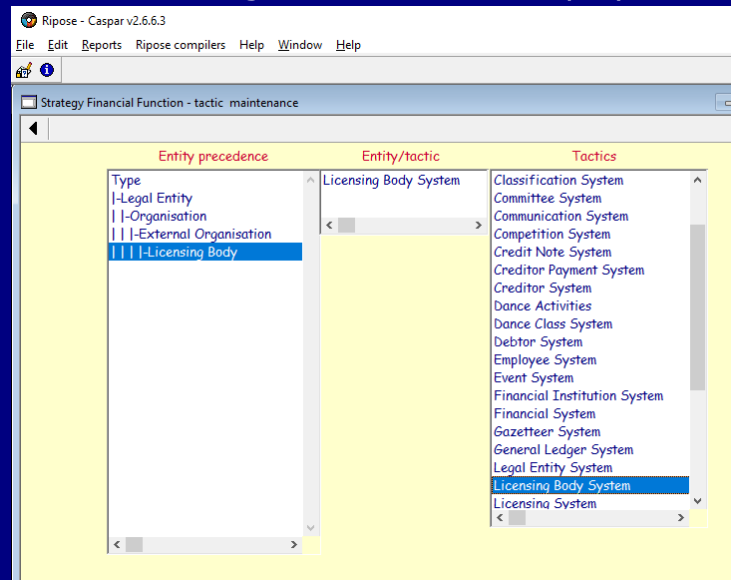 Ripose - Caspar v2.6.6.3
File Edit Reports Ripose compilers Help Window Help
Strategy Financial Function - tactic maintenance
Entity precedence
Type
|-Legal Entity
| |-Organisation
| | |-External Organisation
| | | |-Licensing Body
Entity/tactic
Licensing Body System
Tactics
Classification System
Committee System
Communication System
Competition System
Credit Note System
Creditor Payment System
Creditor System
Dance Activities
Dance Class System
Debtor System
Employee System
Event System
Financial Institution System
Financial System
Gazetteer System
General Ledger System
Legal Entity System
Licensing Body System
Licensing System